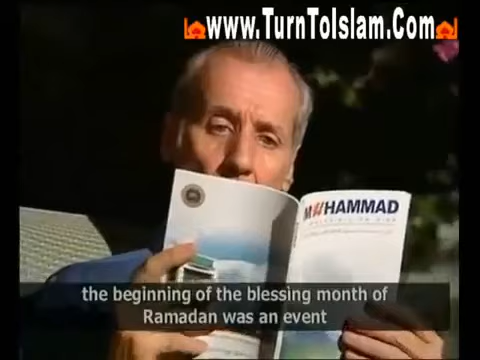 www.TurnToIslam.Com
MUHAMMAD
the beginning of the blessing month of
Ramadan was an event